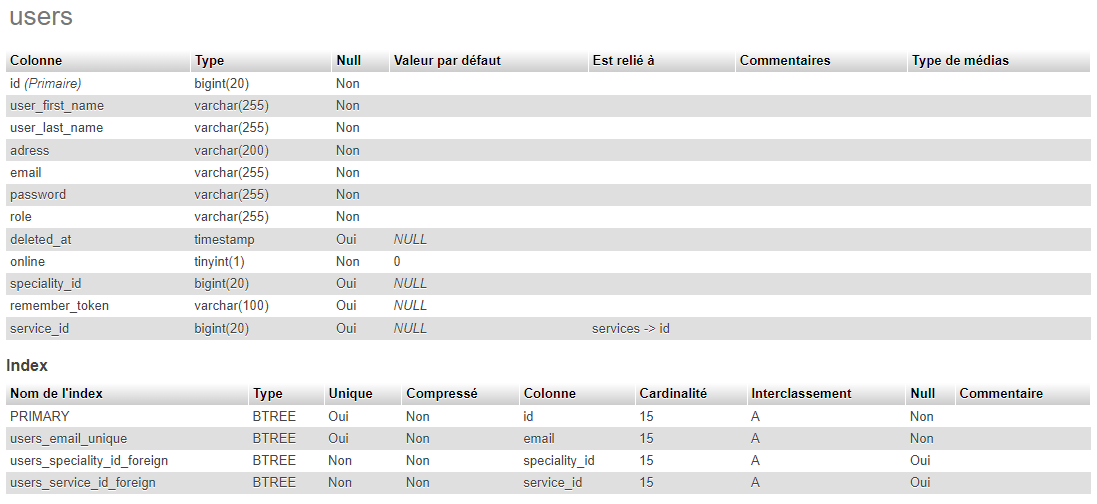 users
Colonne Type Null Valeur par défaut Est relié à Commentaires Type de médias
id (Primaire) bigint(20) Non
user_first_name varchar(255) Non
user_last_name varchar(255) Non
adress varchar(200) Non
email varchar(255) Non
password varchar(255) Non
role varchar(255) Non
deleted_at timestamp Oui NULL
online tinyint(1) Non 0
speciality_id bigint(20) Oui NULL
remember_token varchar(100) Oui NULL
service_id bigint(20) Oui NULL services -> id
Index
Nom de l'index Type Unique Compressé Colonne Cardinalité Interclassement Null Commentaire
PRIMARY BTREE Oui Non id 15 A Non
users_email_unique BTREE Oui Non email 15 A Non
users_speciality_id_foreign BTREE Non Non speciality_id 15 A Oui
users_service_id_foreign BTREE Non Non service_id 15 A Oui